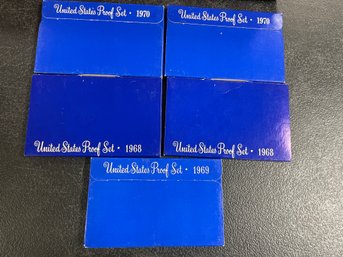 United States Proof Set · 1970
United States Proof Set · 1970
United States Proof Set · 1968
United States Proof Set · 1968
United States Proof Set · 1969